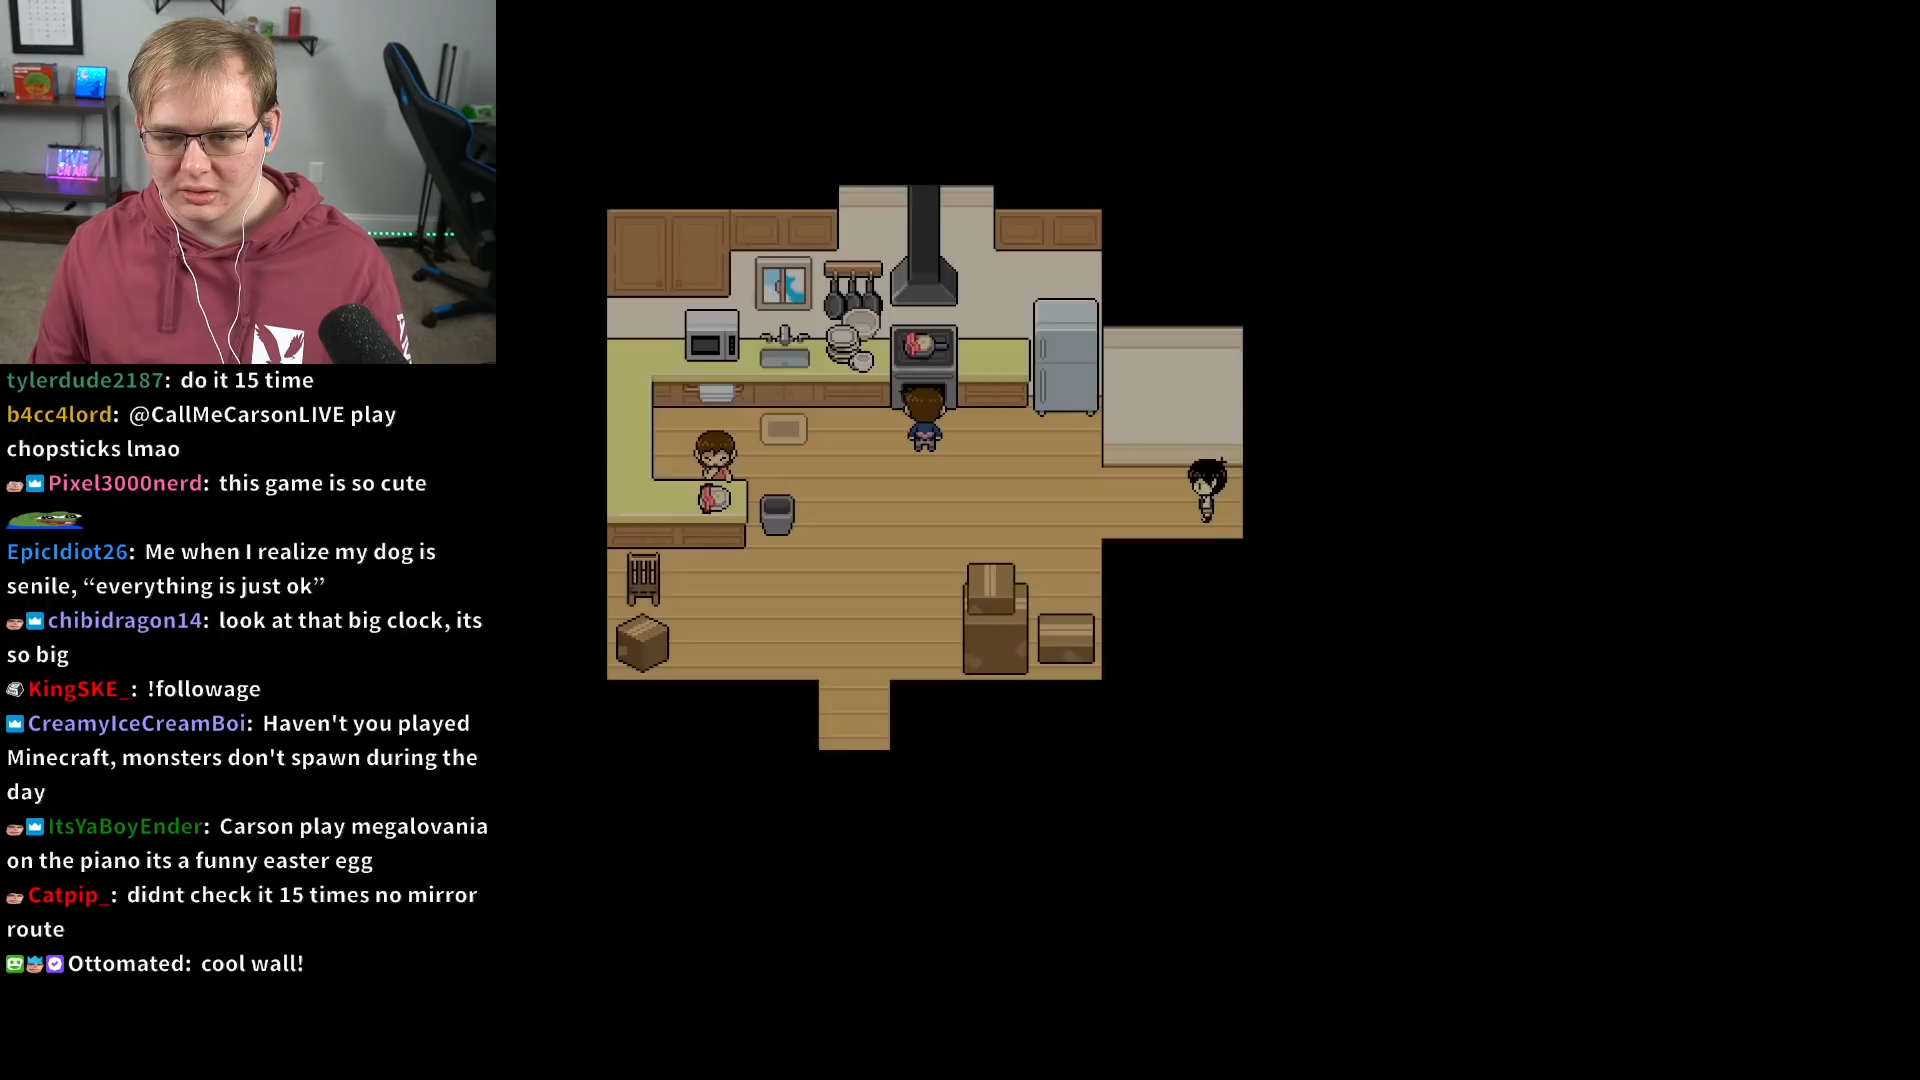 LIVE
ON AIR
tylerdude2187: do it 15 time
b4cc4lord: @CallMeCarsonLIVE play
chopsticks lmao
Pixel3000nerd: this game is so cute
EpicIdiot26: Me when I realize my dog is
senile, “everything is just ok”
chibidragon14: look at that big clock, its
so big
KingSKE_: !followage
CreamyIceCreamBoi: Haven't you played
Minecraft, monsters don't spawn during the
day
ItsYaBoyEnder: Carson play megalovania
on the piano its a funny easter egg
Catpip_: didnt check it 15 times no mirror
route
Ottomated: cool wall!